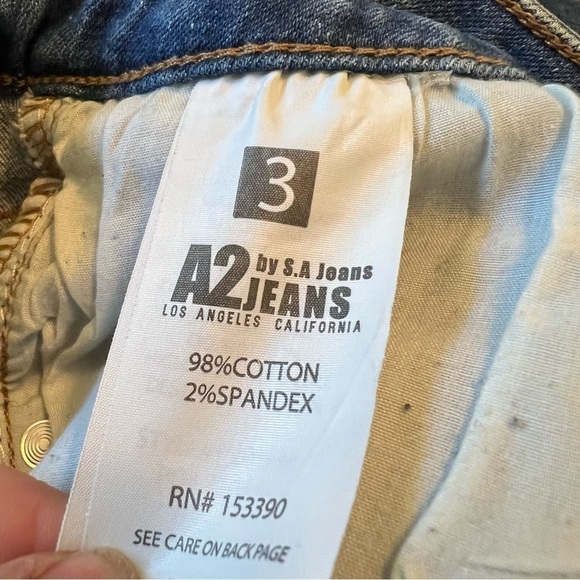 3
A2 by S.A Jeans
JEANS
LOS ANGELES CALIFORNIA
98%COTTON
2%SPANDEX
RN# 153390
SEE CARE ON BACK PAGE